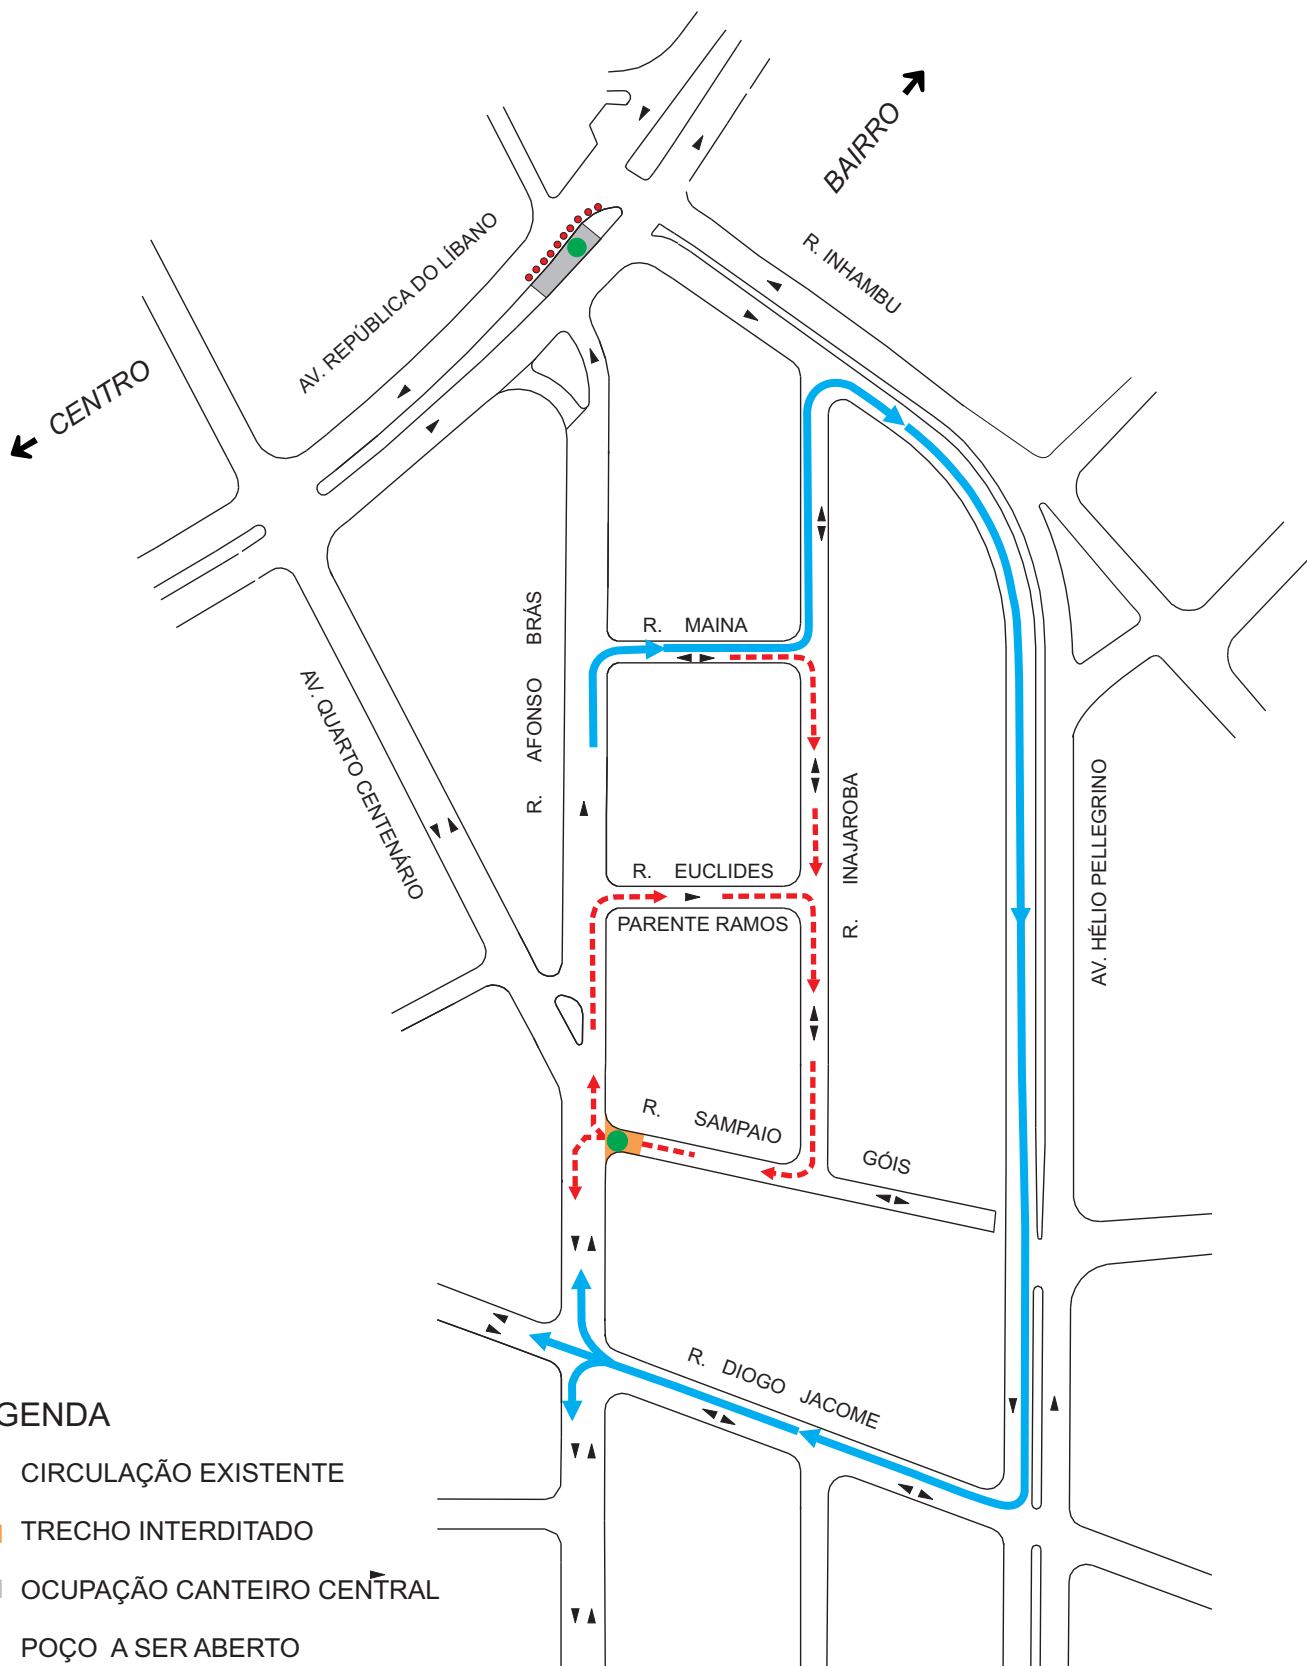 BAIRRO
AV. REPÚBLICA DO LÍBANO
R. INHAMBU
CENTRO
R. MAINA
R. AFONSO BRÁS
AV. QUARTO CENTENÁRIO
R. INAJAROBA
AV. HÉLIO PELLEGRINO
R. EUCLIDES
PARENTE RAMOS
R. SAMPAIO GÓIS
R. DIOGO JACOME
GENDA
CIRCULAÇÃO EXISTENTE
TRECHO INTERDITADO
OCUPAÇÃO CANTEIRO CENTRAL
POÇO A SER ABERTO